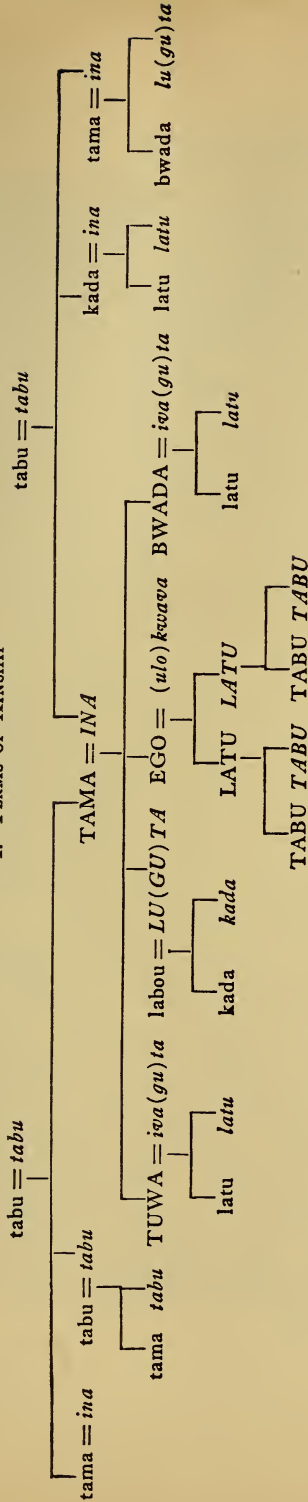 TERMS OF KINSHIP
tabu = tabu tabu = tabu
tama = ina tabu = tabu TAMA = INA kada = ina tama = ina
tama tabu latu latu bwada lu(gu)ta
TUWA = iva(gu)ta labou = LU(GU)TA EGO = (ulo)kwava BWADA = iva(gu)ta
latu latu kada kada LATU LATU latu latu
TABU TABU TABU TABU